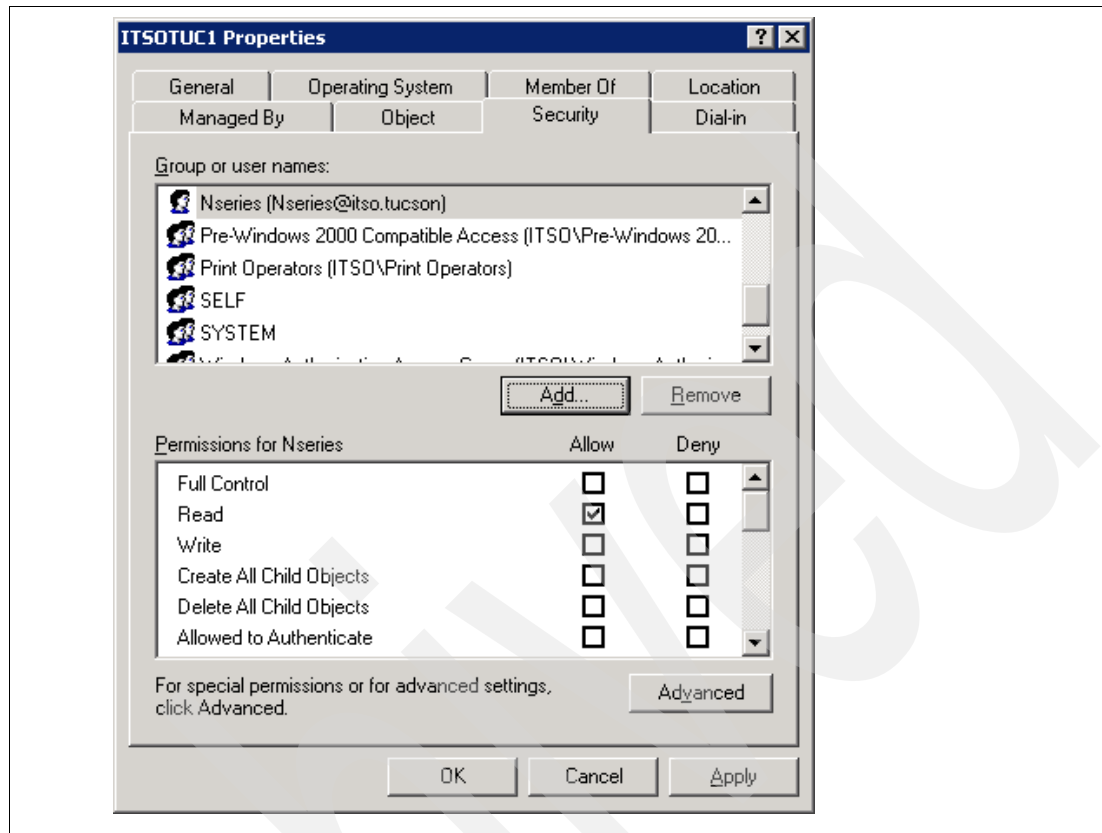 ITSOTUC1 Properties
General Operating System Member Of Location
Managed By Object Security Dial-in
Group or user names:
Nseries (Nseries@itso.tucson)
Pre-Windows 2000 Compatible Access (ITSO\Pre-Windows 20...
Print Operators (ITSO\Print Operators)
SELF
SYSTEM
Add... Remove
Permissions for Nseries Allow Deny
Full Control
Read
Write
Create All Child Objects
Delete All Child Objects
Allowed to Authenticate
For special permissions or for advanced settings, Advanced
click Advanced.
OK Cancel Apply